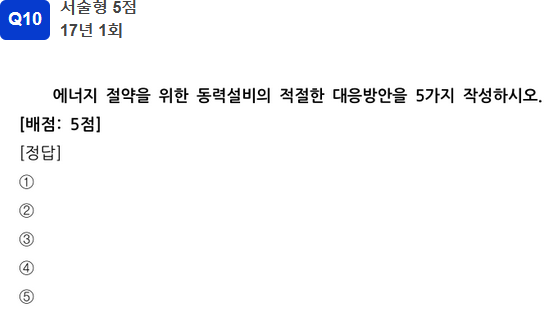 Q10
서술형 5점
17년 1회
에너지 절약을 위한 동력설비의 적절한 대응방안을 5가지 작성하시오.
[배점: 5점]
[정답]
①
②
③
④
⑤